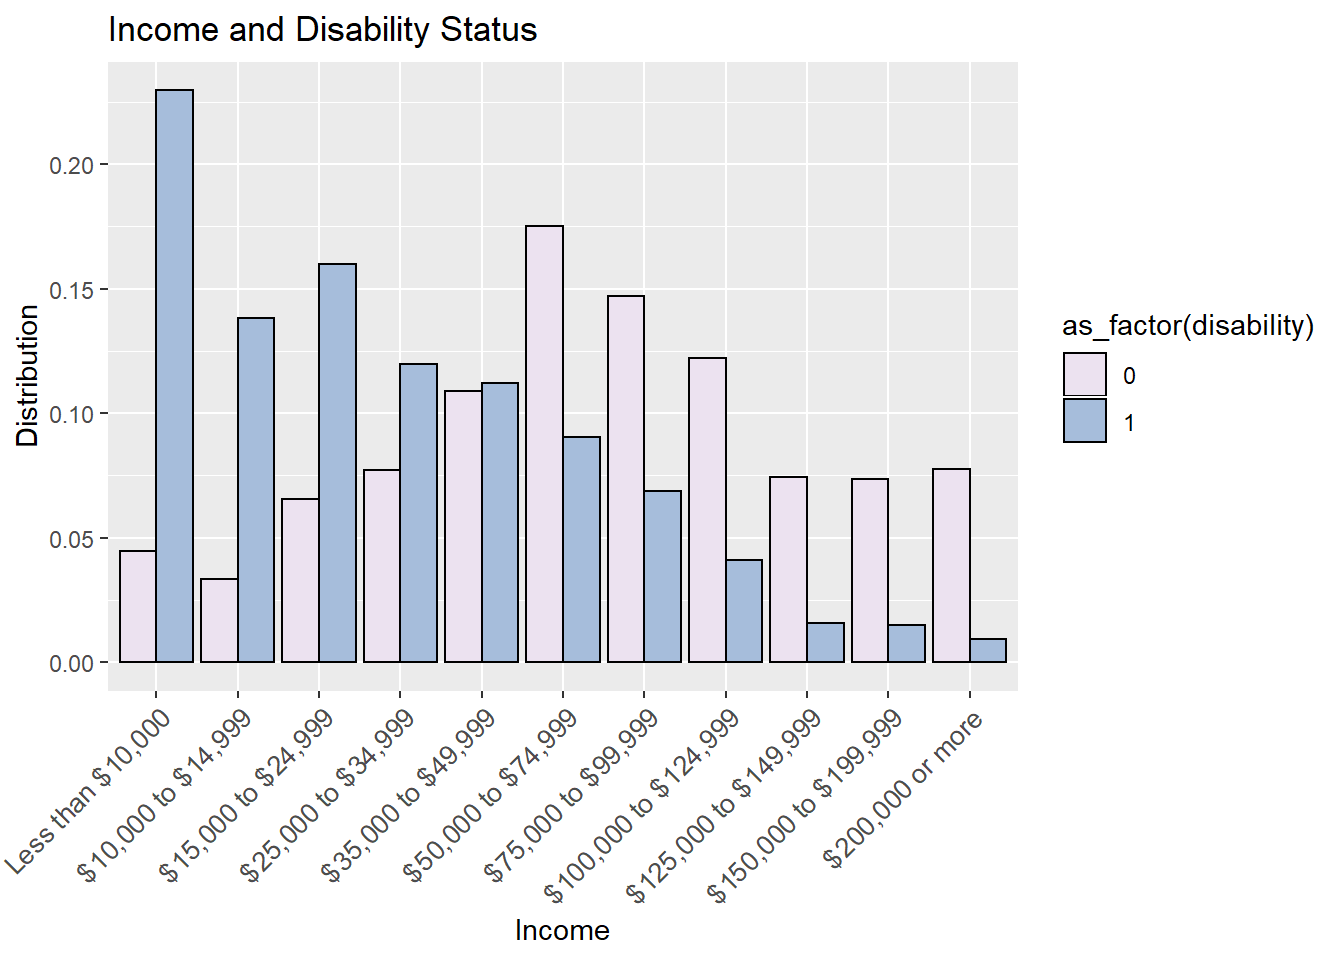 Income and Disability Status
Distribution
0.20
0.15
0.10
0.05
0.00
Less than $10,000
$10,000 to $14,999
$15,000 to $24,999
$25,000 to $34,999
$35,000 to $49,999
$50,000 to $74,999
$75,000 to $99,999
$100,000 to $124,999
$125,000 to $149,999
$150,000 to $199,999
$200,000 or more
Income
as_factor(disability)
0
1